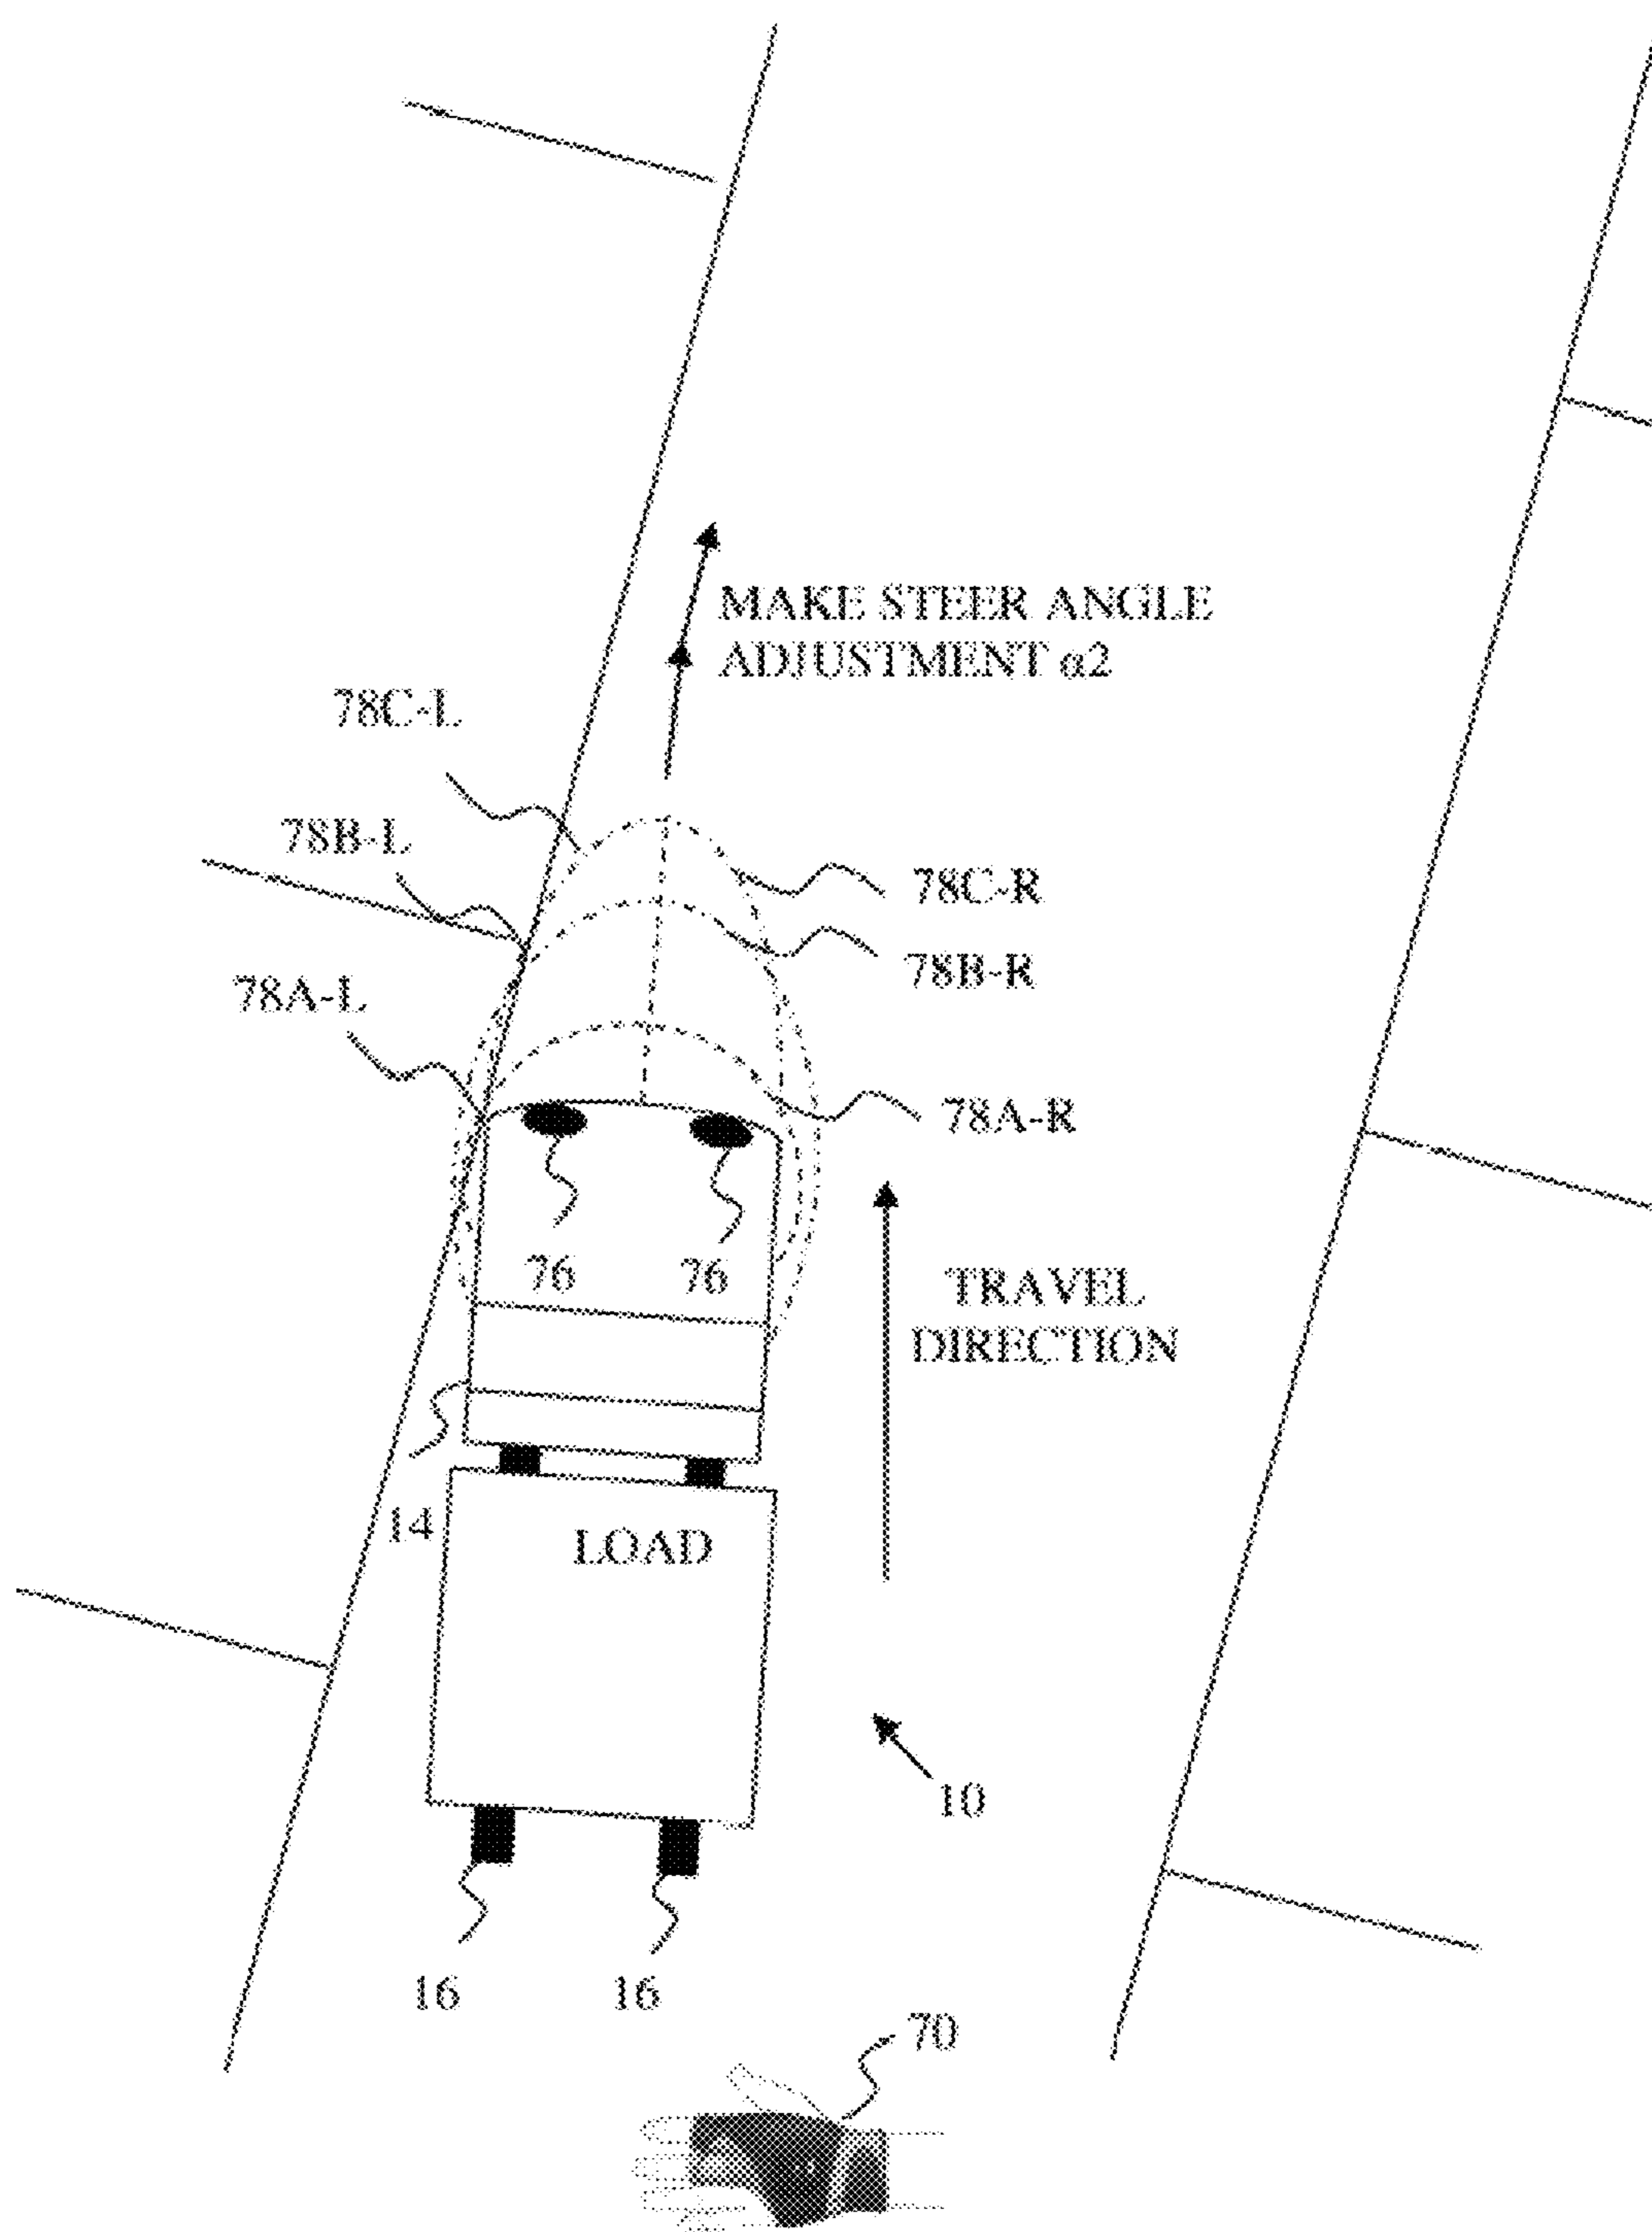 MAKE STEER ANGLE
ADJUSTMENT α2
78C-L
78B-L
78C-R
78B-R
78A-L
78A-R
76
76
TRAVEL
DIRECTION
14
LOAD
10
16
16
70